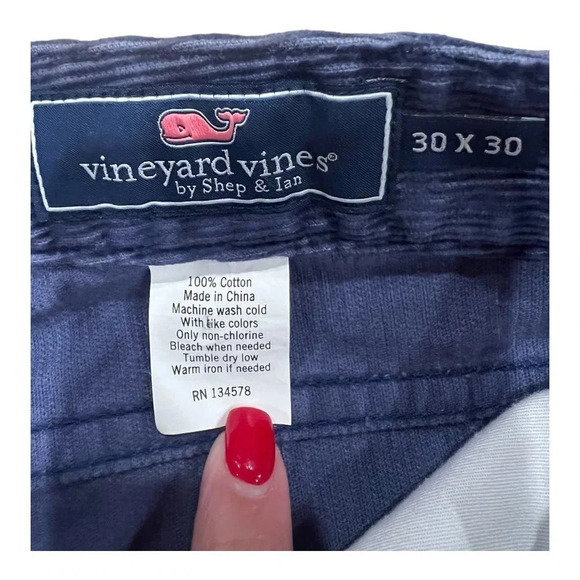 vineyard vines®
by Shep & Ian
30 X 30
100% Cotton
Made in China
Machine wash cold
With like colors
Only non-chlorine
Bleach when needed
Tumble dry low
Warm iron if needed
RN 134578